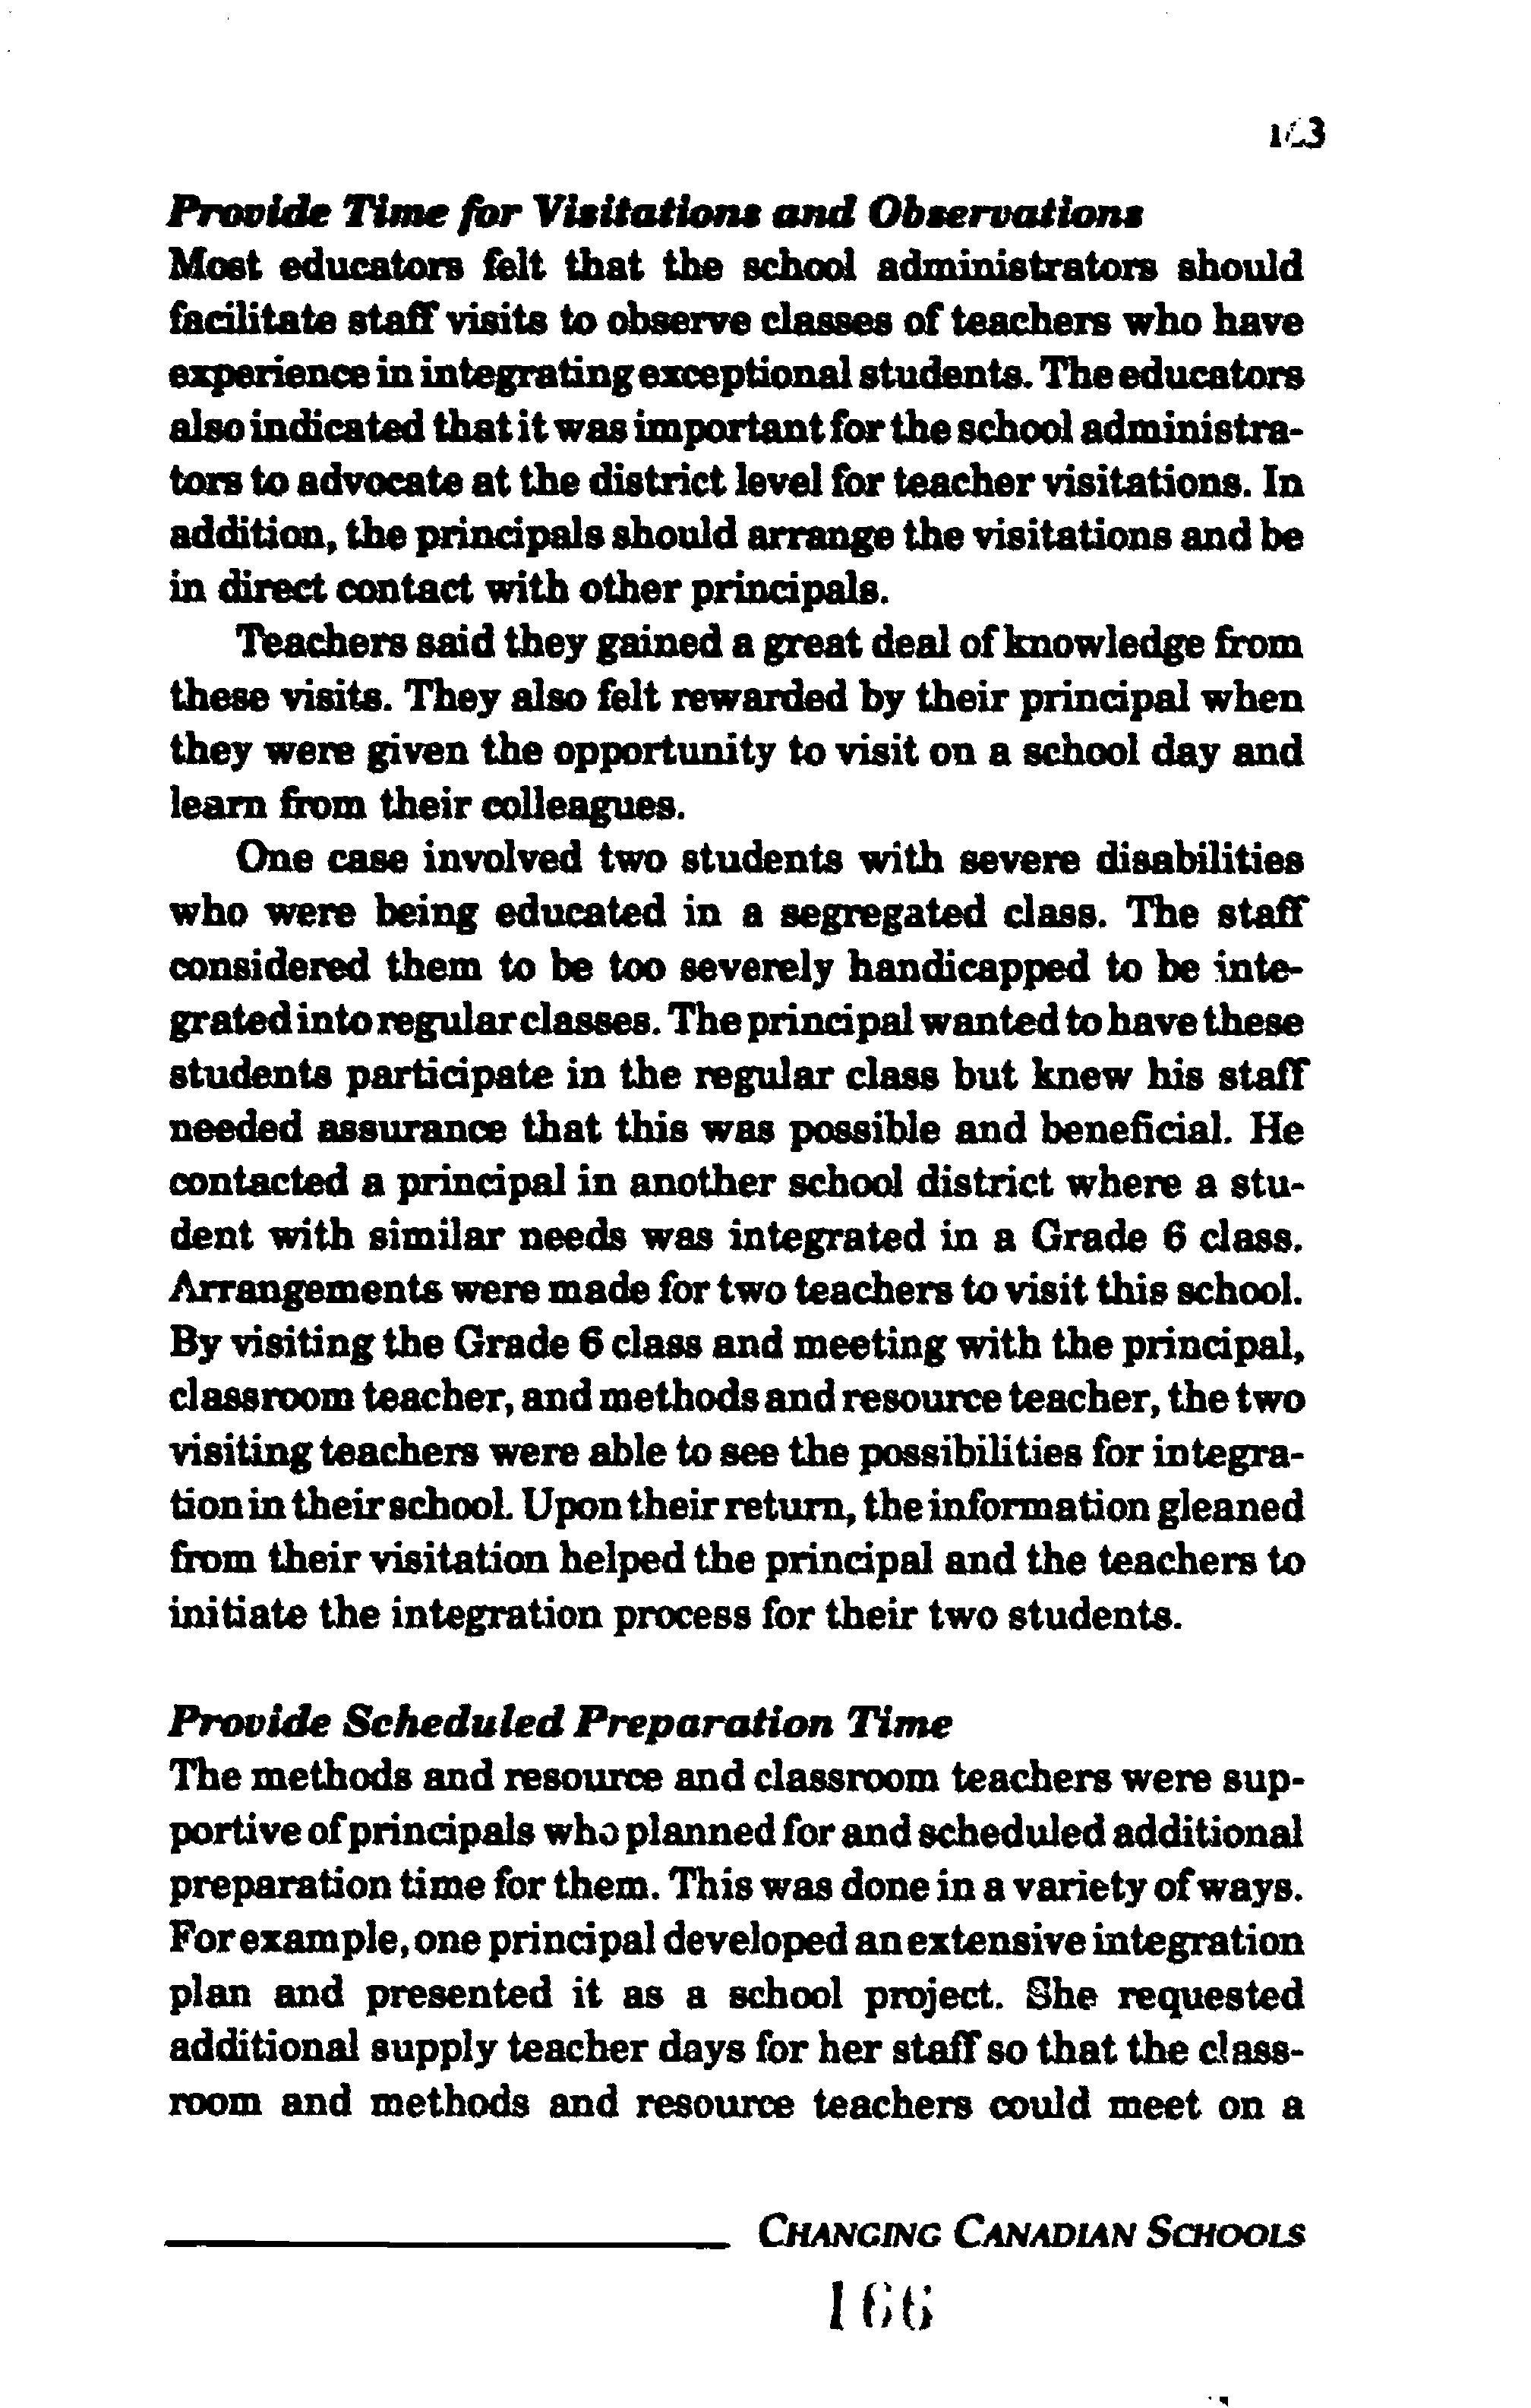 Provide Time for Visitations and Observations
Most educators felt that the school administrators should
facilitate staff visits to observe classes of teachers who have
experience in integrating exceptional students. The educators
also indicated that it was important for the school administra-
tors to advocate at the district level for teacher visitations. In
addition, the principals should arrange the visitations and be
in direct contact with other principals.
Teachers said they gained a great deal of knowledge from
these visits. They also felt rewarded by their principal when
they were given the opportunity to visit on a school day and
learn from their colleagues.
One case involved two students with severe disabilities
who were being educated in a segregated class. The staff
considered them to be too severely handicapped to be inte-
grated into regular classes. The principal wanted to have these
students participate in the regular class but knew his staff
needed assurance that this was possible and beneficial. He
contacted a principal in another school district where a stu-
dent with similar needs was integrated in a Grade 6 class.
Arrangements were made for two teachers to visit this school.
By visiting the Grade 6 class and meeting with the principal,
classroom teacher, and methods and resource teacher, the two
visiting teachers were able to see the possibilities for integra-
tion in their school. Upon their return, the information gleaned
from their visitation helped the principal and the teachers to
initiate the integration process for their two students.
Provide Scheduled Preparation Time
The methods and resource and classroom teachers were sup-
portive of principals who planned for and scheduled additional
preparation time for them. This was done in a variety of ways.
For example, one principal developed an extensive integration
plan and presented it as a school project. She requested
additional supply teacher days for her staff so that the class-
room and methods and resource teachers could meet on a
CHANGING CANADIAN SCHOOLS
166